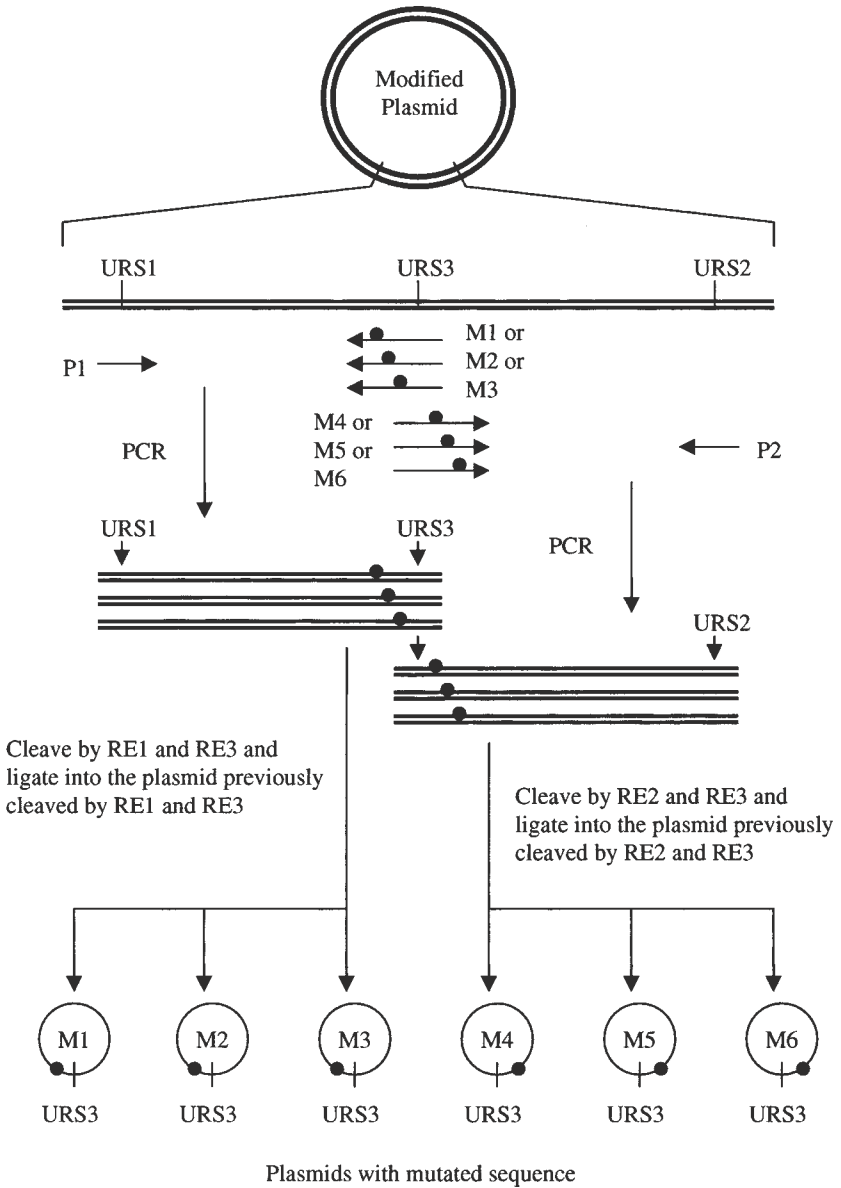 Modified
Plasmid
URS1
URS3
URS2
M1 or
M2 or
M3
P1
M4 or
M5 or
M6
P2
PCR
PCR
URS1
URS3
URS2
Cleave by RE1 and RE3 and
ligate into the plasmid previously
cleaved by RE1 and RE3
Cleave by RE2 and RE3 and
ligate into the plasmid previously
cleaved by RE2 and RE3
M1
M2
M3
M4
M5
M6
URS3
URS3
URS3
URS3
URS3
URS3
Plasmids with mutated sequence